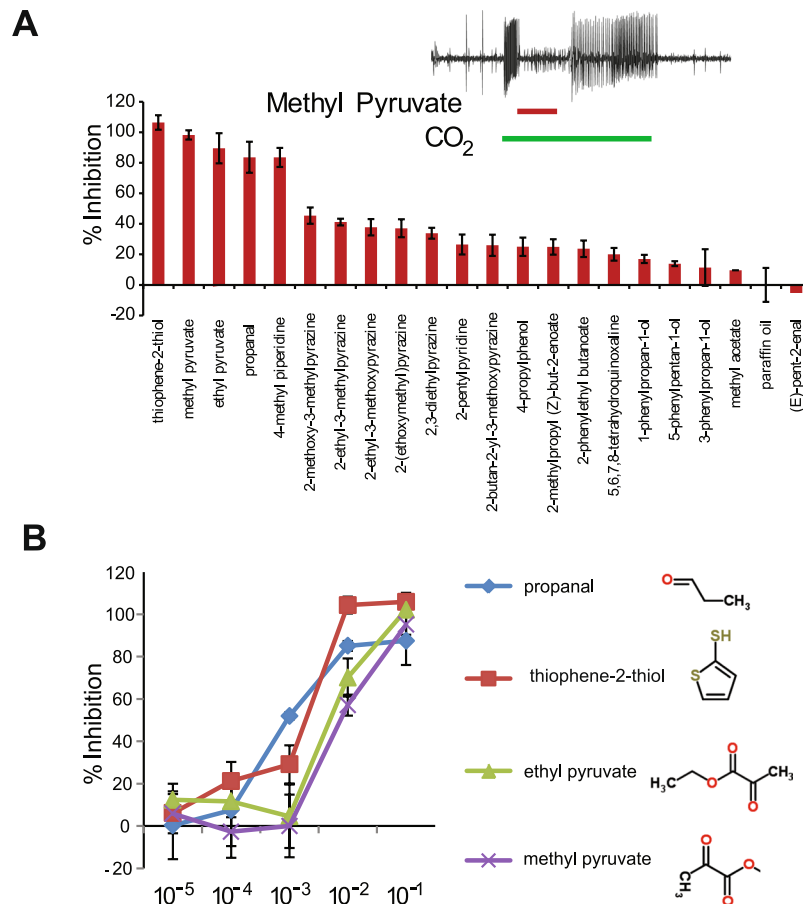 A
Methyl Pyruvate
CO2
% Inhibition
120
100
80
60
40
20
0
-20
thiophene-2-thiol
methyl pyruvate
ethyl pyruvate
propanal
4-methyl piperidine
2-methoxy-3-methylpyrazine
2-ethyl-3-methylpyrazine
2-ethyl-3-methoxypyrazine
2-(ethoxymethyl)pyrazine
2,3-diethylpyrazine
2-pentylpyridine
2-butan-2-yl-3-methoxypyrazine
4-propylphenol
2-methylpropyl (Z)-but-2-enoate
2-phenylethyl butanoate
5,6,7,8-tetrahydroquinoxaline
1-phenylpropan-1-ol
5-phenylpentan-1-ol
3-phenylpropan-1-ol
methyl acetate
paraffin oil
(E)-pent-2-enal
B
% Inhibition
120
100
80
60
40
20
0
-20
10-5
10-4
10-3
10-2
10-1
propanal
O
CH3
thiophene-2-thiol
SH
S
ethyl pyruvate
H3C
O
O
O
CH3
methyl pyruvate
O
CH3
O
O